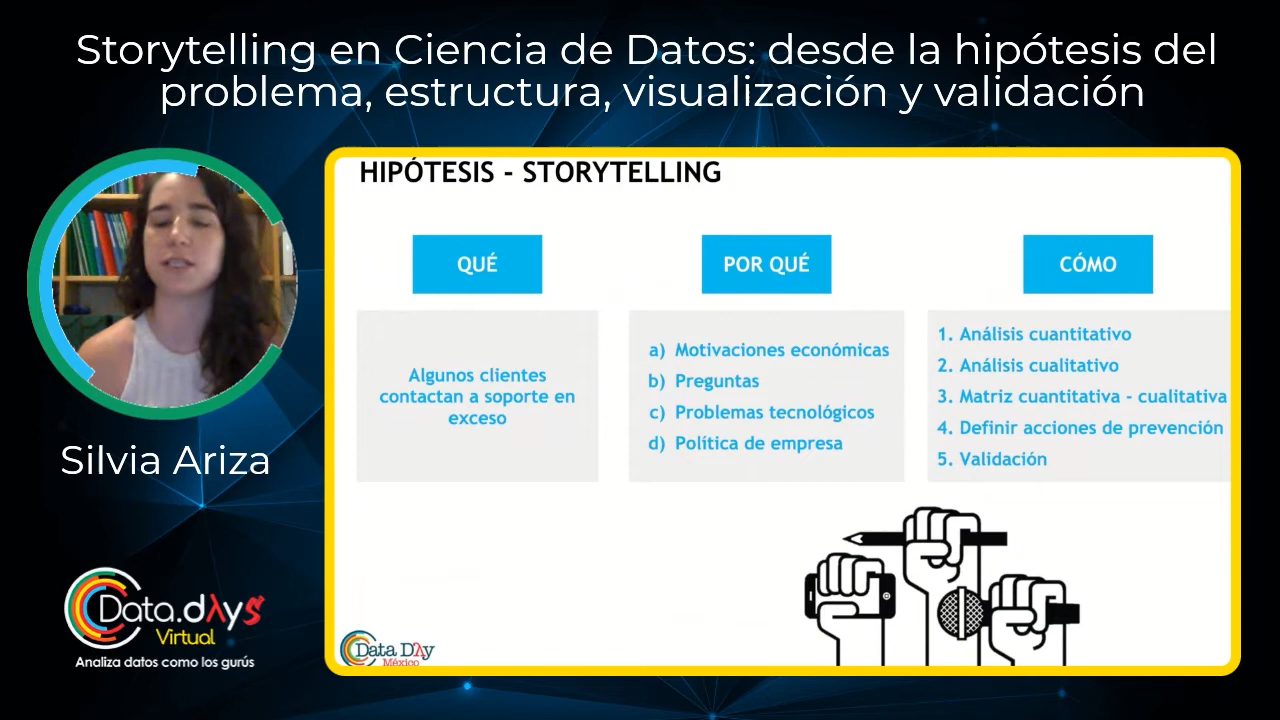 Storytelling en Ciencia de Datos: desde la hipótesis del
problema, estructura, visualización y validación
HIPÓTESIS - STORYTELLING
QUÉ
Algunos clientes
contactan a soporte en
exceso
POR QUÉ
a) Motivaciones económicas
b) Preguntas
c) Problemas tecnológicos
d) Política de empresa
CÓMO
1. Análisis cuantitativo
2. Análisis cualitativo
3. Matriz cuantitativa - cualitativa
4. Definir acciones de prevención
5. Validación
Silvia Ariza
Data.dλys
Virtual
Analiza datos como los gurús
Data Dλy
México